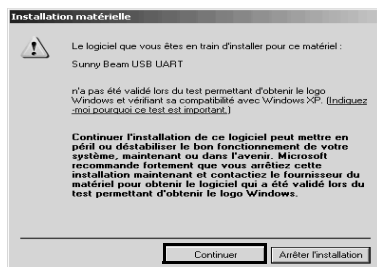 Installation matérielle
Le logiciel que vous êtes en train d'installer pour ce matériel :
Sunny Beam USB UART
n'a pas été validé lors du test permettant d'obtenir le logo
Windows et vérifiant sa compatibilité avec Windows XP. (Indiquez
-moi pourquoi ce test est important.)
Continuer l'installation de ce logiciel peut mettre en
péril ou déstabiliser le bon fonctionnement de votre
système, maintenant ou dans l'avenir. Microsoft
recommande fortement que vous arrêtiez cette
installation maintenant et contactiez le fournisseur du
matériel pour obtenir le logiciel qui a été validé lors du
test permettant d'obtenir le logo Windows.
Continuer
Arrêter l'installation